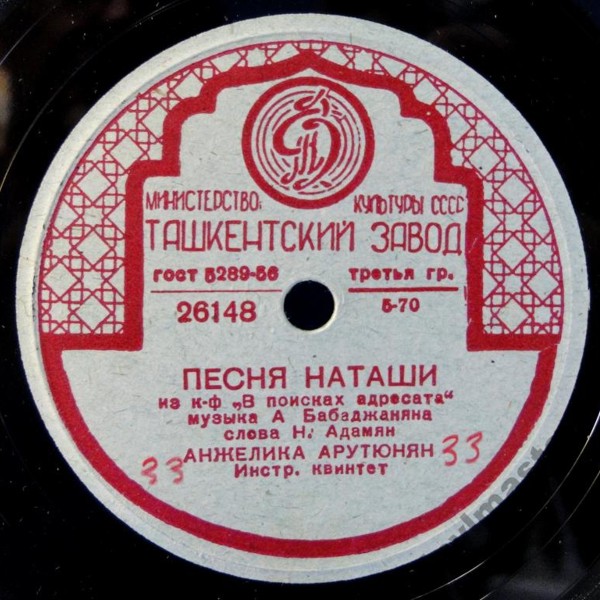 МИНИСТЕРСТВО КУЛЬТУРЫ СССР
ТАШКЕНТСКИЙ ЗАВОД
ГОСТ 5289-56 третья гр.
26148 5-70
ПЕСНЯ НАТАШИ
из к-ф „В поисках адресата“
музыка А Бабаджаняна
слова Н. Адамян
АНЖЕЛИКА АРУТЮНЯН
33 Инстр. квинтет 33